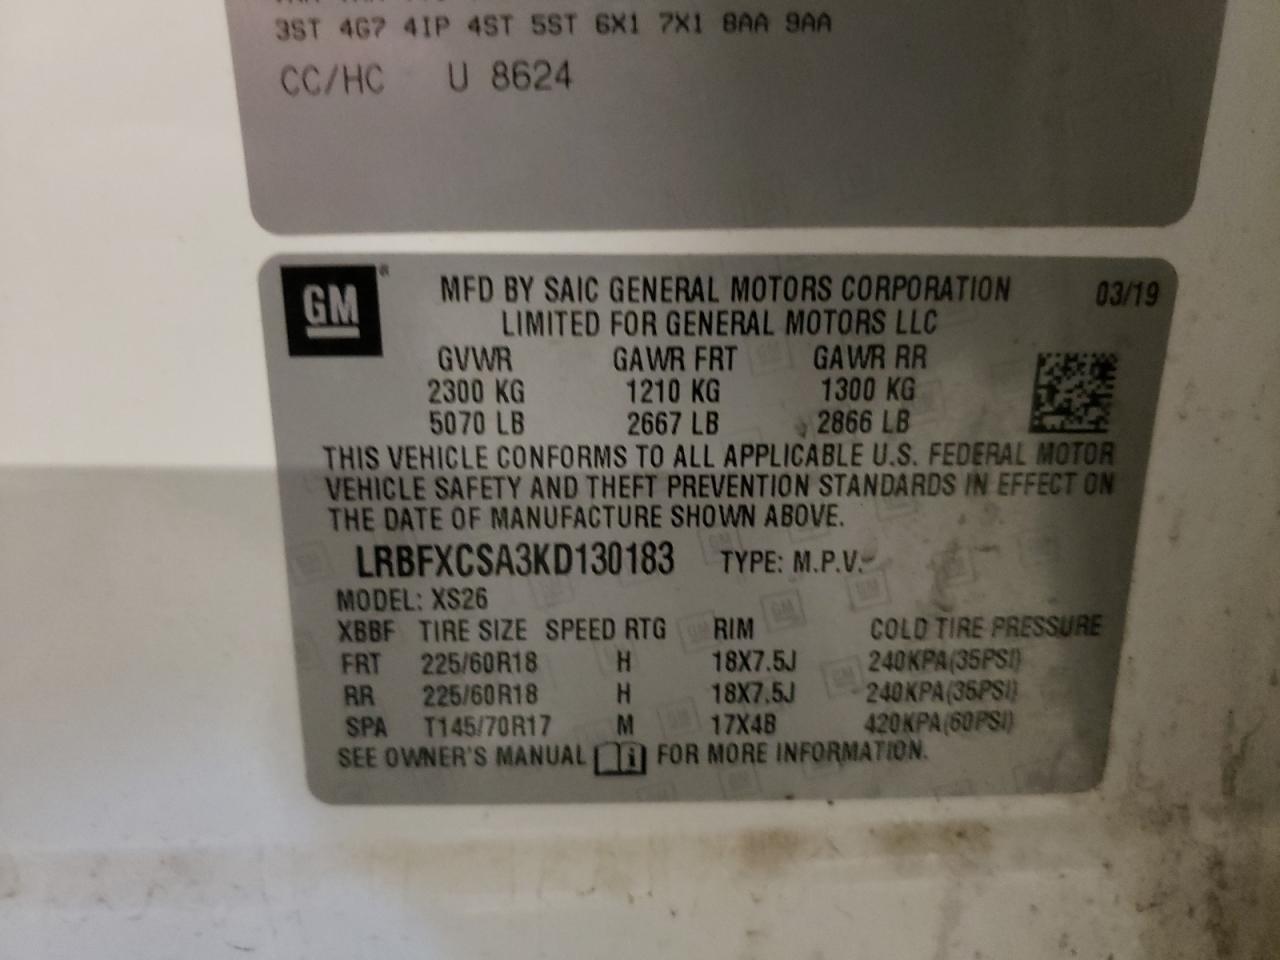 3ST 4G7 4IP 4ST 5ST 6X1 7X1 8AA 9AA
CC/HC U 8624
GM®
MFD BY SAIC GENERAL MOTORS CORPORATION 03/19
LIMITED FOR GENERAL MOTORS LLC
GVWR GAWR FRT GAWR RR
2300 KG 1210 KG 1300 KG
5070 LB 2667 LB 2866 LB
THIS VEHICLE CONFORMS TO ALL APPLICABLE U.S. FEDERAL MOTOR
VEHICLE SAFETY AND THEFT PREVENTION STANDARDS IN EFFECT ON
THE DATE OF MANUFACTURE SHOWN ABOVE.
LRBFXCSA3KD130183 TYPE: M.P.V.
MODEL: XS26
XBBF TIRE SIZE SPEED RTG RIM COLD TIRE PRESSURE
FRT 225/60R18 H 18X7.5J 240KPA(35PSI)
RR 225/60R18 H 18X7.5J 240KPA(35PSI)
SPA T145/70R17 M 17X4B 420KPA(60PSI)
SEE OWNER'S MANUAL i FOR MORE INFORMATION.